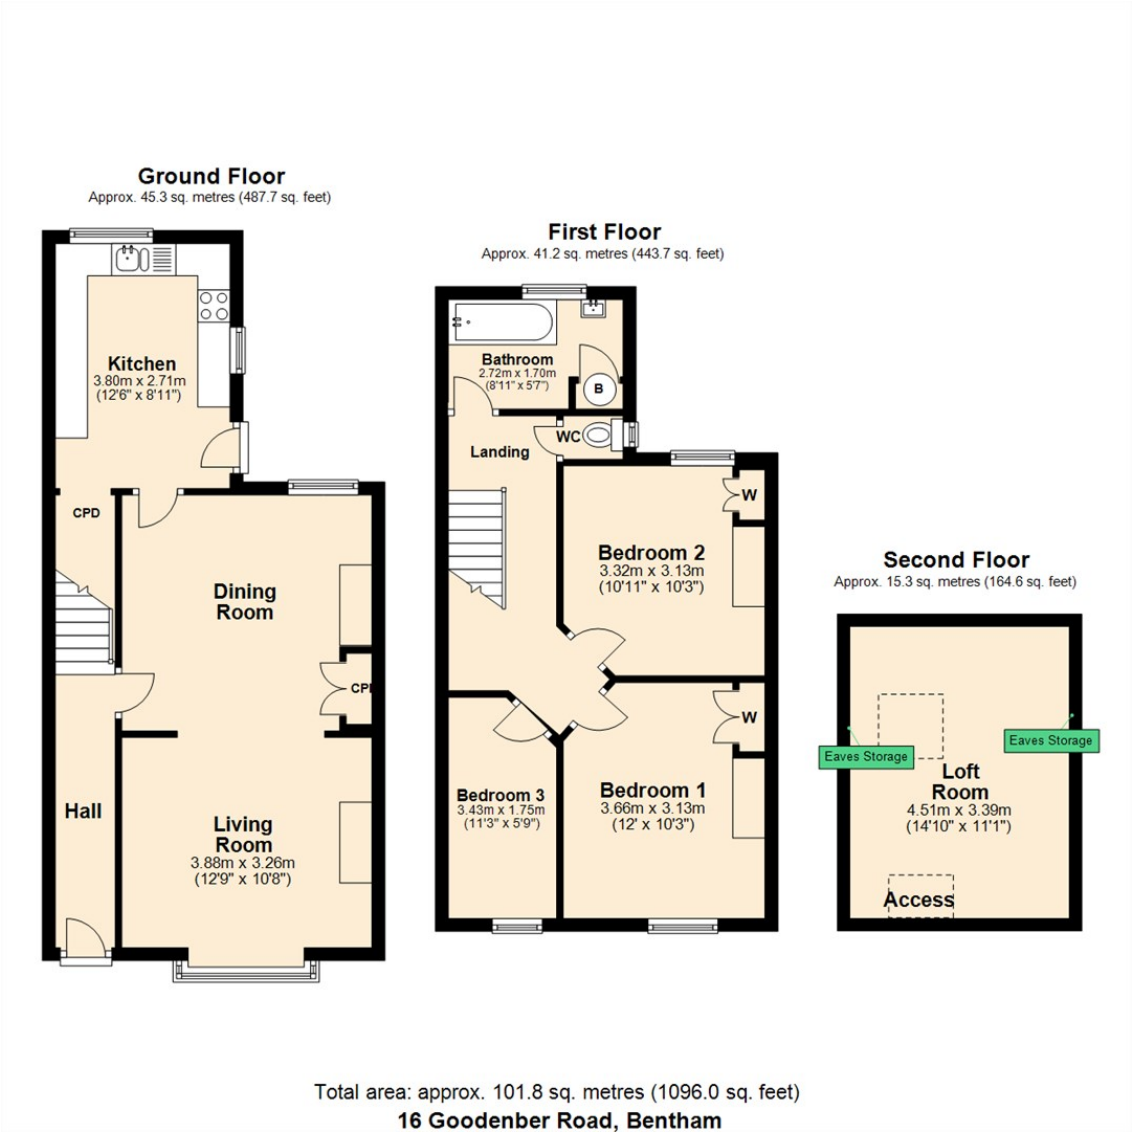 Ground Floor
Approx. 45.3 sq. metres (487.7 sq. feet)
Kitchen
3.80m x 2.71m
(12'6" x 8'11")
CPD
Dining
Room
CPD
Hall
Living
Room
3.88m x 3.26m
(12'9" x 10'8")
First Floor
Approx. 41.2 sq. metres (443.7 sq. feet)
Bathroom
2.72m x 1.70m
(8'11" x 5'7")
B
WC
Landing
W
Bedroom 2
3.32m x 3.13m
(10'11" x 10'3")
W
Bedroom 3
3.43m x 1.75m
(11'3" x 5'9")
Bedroom 1
3.66m x 3.13m
(12' x 10'3")
Second Floor
Approx. 15.3 sq. metres (164.6 sq. feet)
Eaves Storage
Eaves Storage
Loft
Room
4.51m x 3.39m
(14'10" x 11'1")
Access
Total area: approx. 101.8 sq. metres (1096.0 sq. feet)
16 Goodenber Road, Bentham